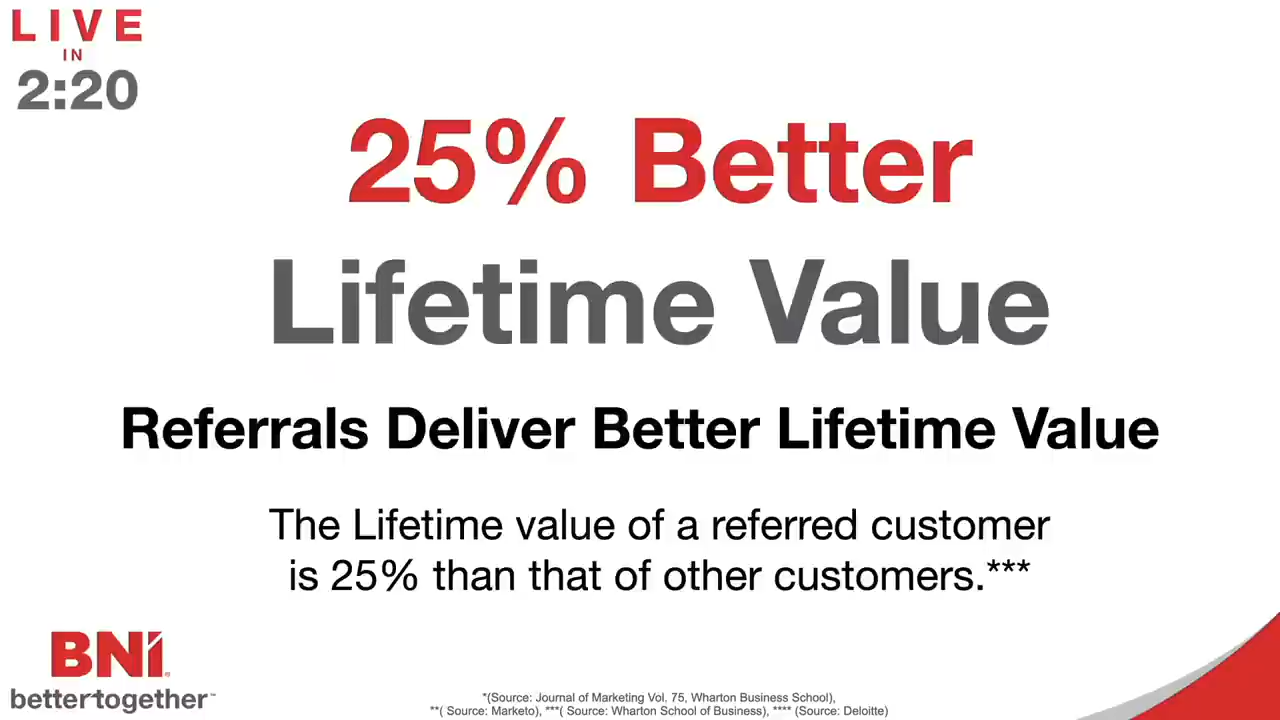 LIVE
IN
2:20
25% Better
Lifetime Value
Referrals Deliver Better Lifetime Value
The Lifetime value of a referred customer
is 25% than that of other customers.***
BNI®
bettertogether™
*(Source: Journal of Marketing Vol. 75, Wharton Business School),
**( Source: Marketo), ***( Source: Wharton School of Business), **** (Source: Deloitte)